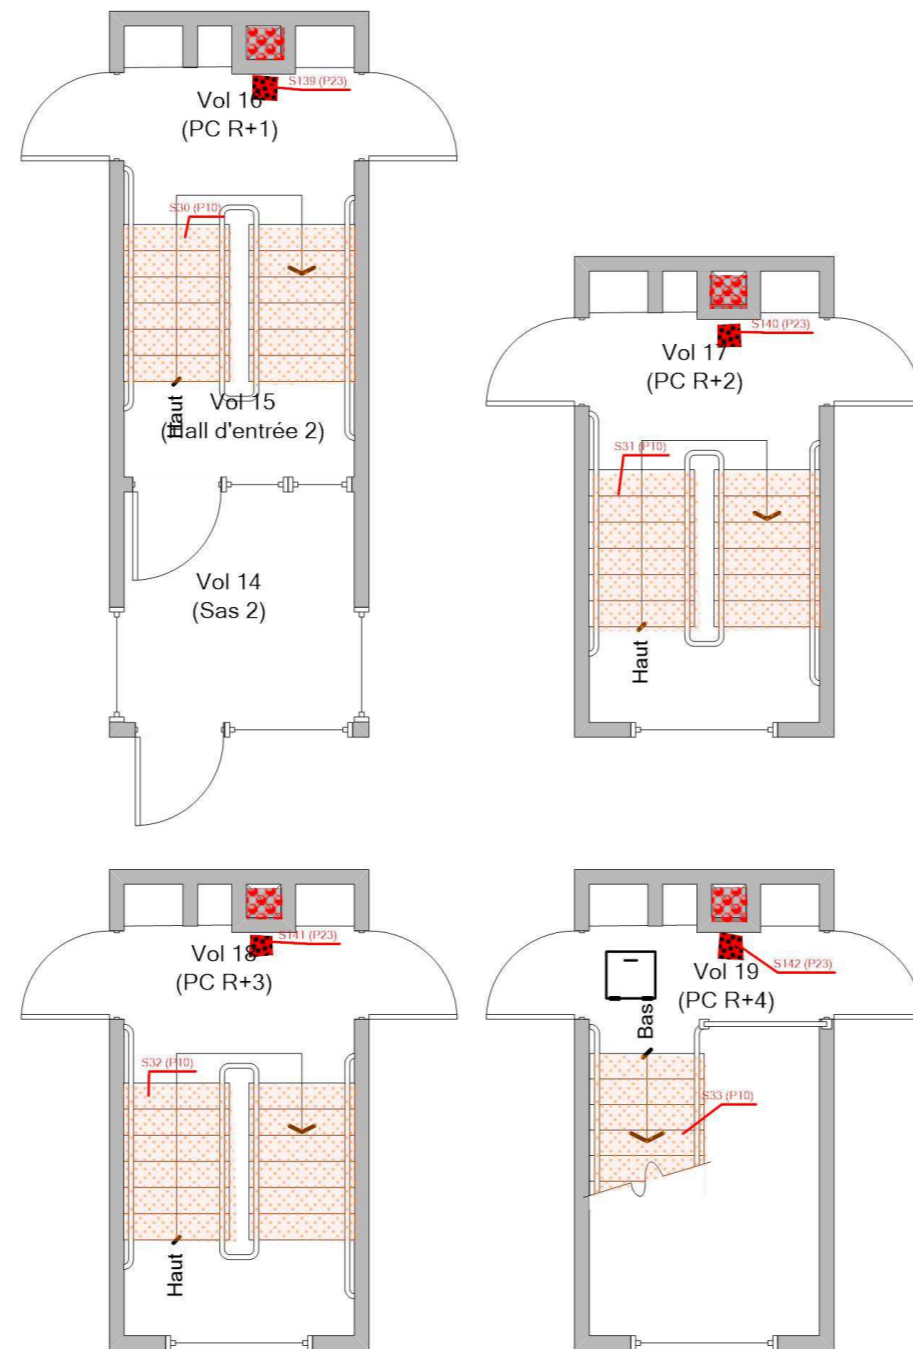 S139 (P23)
Vol 16
(PC R+1)
S30 (P10)
Vol 15
(Hall d'entrée 2)
Haut
Vol 14
(Sas 2)
S140 (P23)
Vol 17
(PC R+2)
S31 (P10)
Haut
S141 (P23)
Vol 18
(PC R+3)
S32 (P10)
Haut
S142 (P23)
Vol 19
(PC R+4)
Bas
S33 (P10)